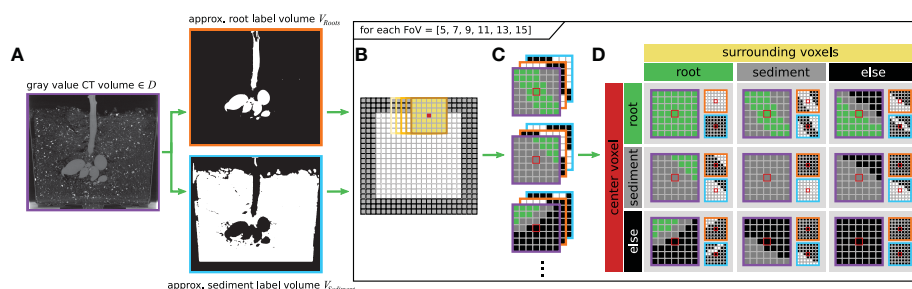 approx. root label volume V_Roots
for each FoV = [5, 7, 9, 11, 13, 15]
A
B
C
D
surrounding voxels
gray value CT volume ∈ D
root
sediment
else
center voxel
root
sediment
else
approx. sediment label volume V_Sediment